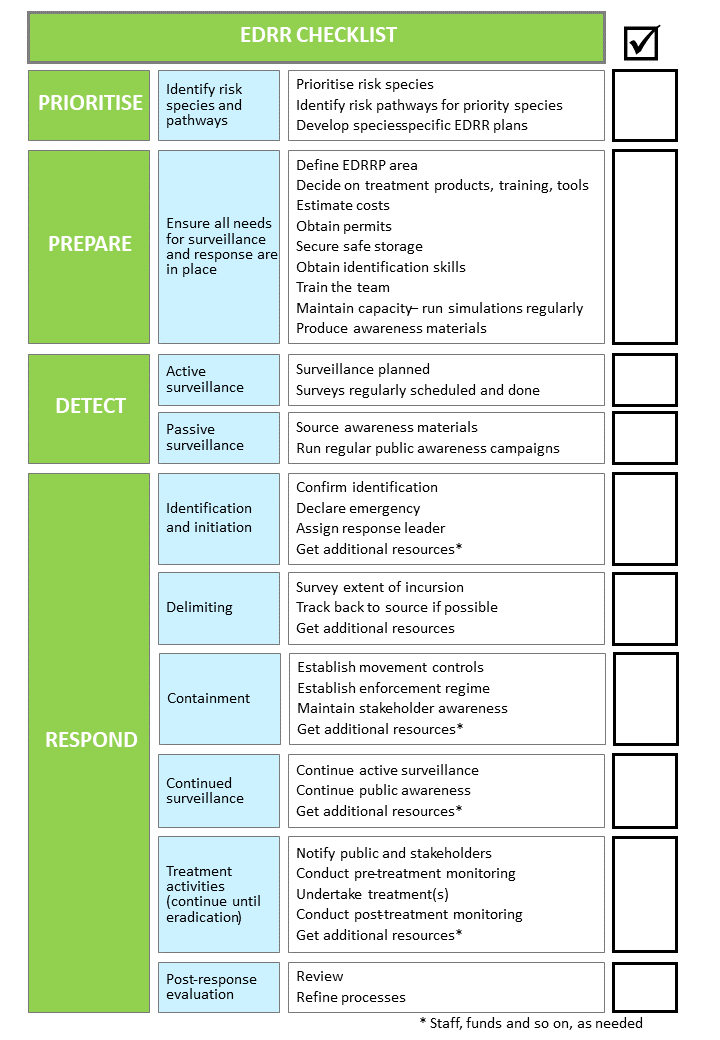 EDRR CHECKLIST
PRIORITISE
Identify risk
species and
pathways
Prioritise risk species
Identify risk pathways for priority species
Develop speciesspecific EDRR plans
PREPARE
Ensure all needs
for surveillance
and response are
in place
Define EDRRP area
Decide on treatment products, training, tools
Estimate costs
Obtain permits
Secure safe storage
Obtain identification skills
Train the team
Maintain capacity– run simulations regularly
Produce awareness materials
DETECT
Active
surveillance
Surveillance planned
Surveys regularly scheduled and done
Passive
surveillance
Source awareness materials
Run regular public awareness campaigns
RESPOND
Identification
and initiation
Confirm identification
Declare emergency
Assign response leader
Get additional resources*
Delimiting
Survey extent of incursion
Track back to source if possible
Get additional resources
Containment
Establish movement controls
Establish enforcement regime
Maintain stakeholder awareness
Get additional resources*
Continued
surveillance
Continue active surveillance
Continue public awareness
Get additional resources*
Treatment
activities
(continue until
eradication)
Notify public and stakeholders
Conduct pre-treatment monitoring
Undertake treatment(s)
Conduct post-treatment monitoring
Get additional resources*
Post-response
evaluation
Review
Refine processes
* Staff, funds and so on, as needed